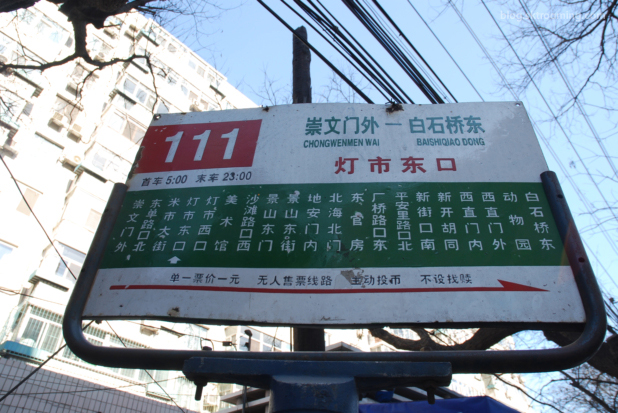 111
崇文门外 — 白石桥东
CHONGWENMEN WAI BAISHIQIAO DONG
首车 5:00 末车 23:00
灯市东口
崇文门外
东单路口北
米市大街
灯市东口
灯市西口
美术馆
沙滩路口西
景山东门
景山东街
地安门内
北海北门
东官房
厂桥路口东
平安里路口北
新街口南
新开胡同
西直门内
西直门外
动物园
白石桥东
单一票价一元 无人售票线路 主动投币 不设找赎